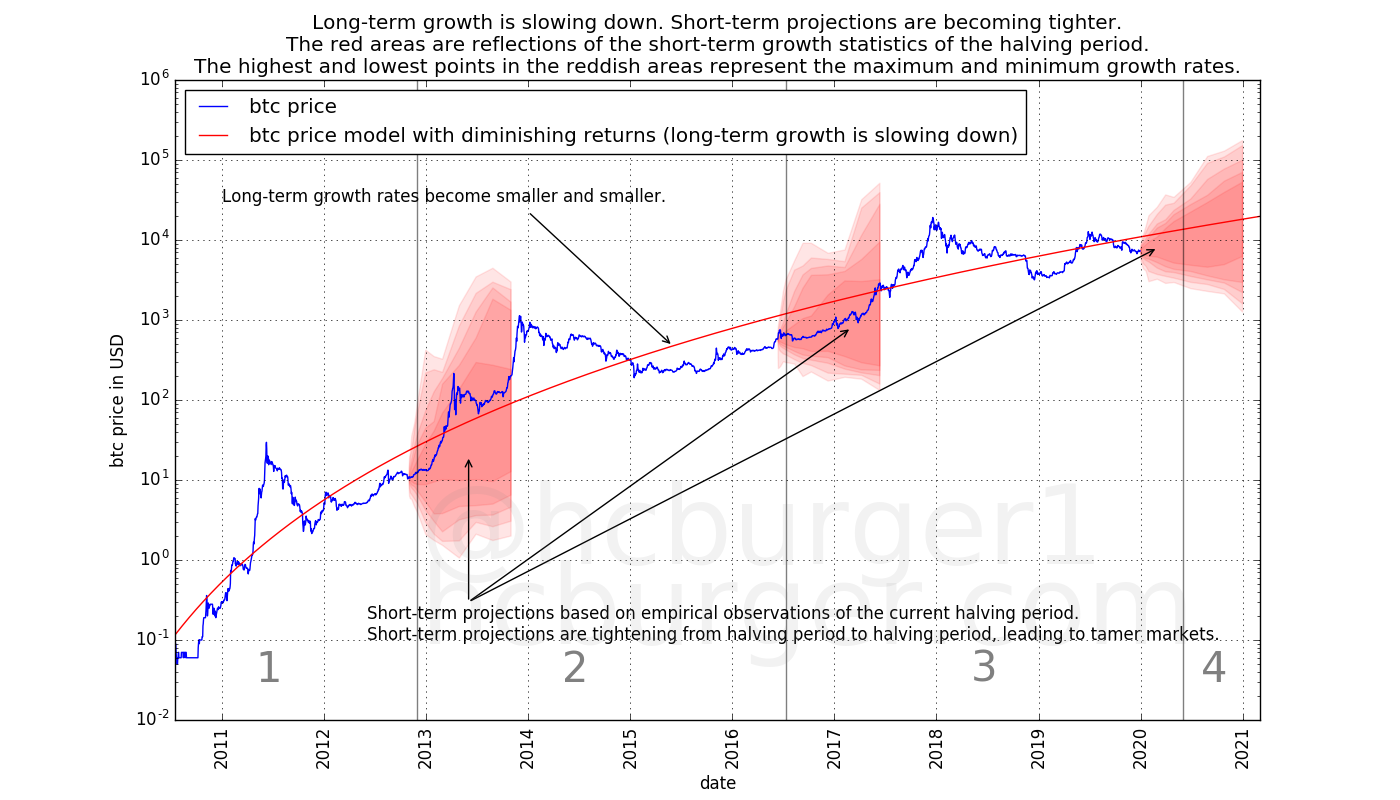 Long-term growth is slowing down. Short-term projections are becoming tighter.
The red areas are reflections of the short-term growth statistics of the halving period.
The highest and lowest points in the reddish areas represent the maximum and minimum growth rates.
10^6
btc price
btc price model with diminishing returns (long-term growth is slowing down)
10^5
Long-term growth rates become smaller and smaller.
10^4
10^3
btc price in USD
10^2
10^1
@hcburger1
10^0
hcburger.com
Short-term projections based on empirical observations of the current halving period.
Short-term projections are tightening from halving period to halving period, leading to tamer markets.
10^-1
1 2 3 4
10^-2
2011 2012 2013 2014 2015 2016 2017 2018 2019 2020 2021
date